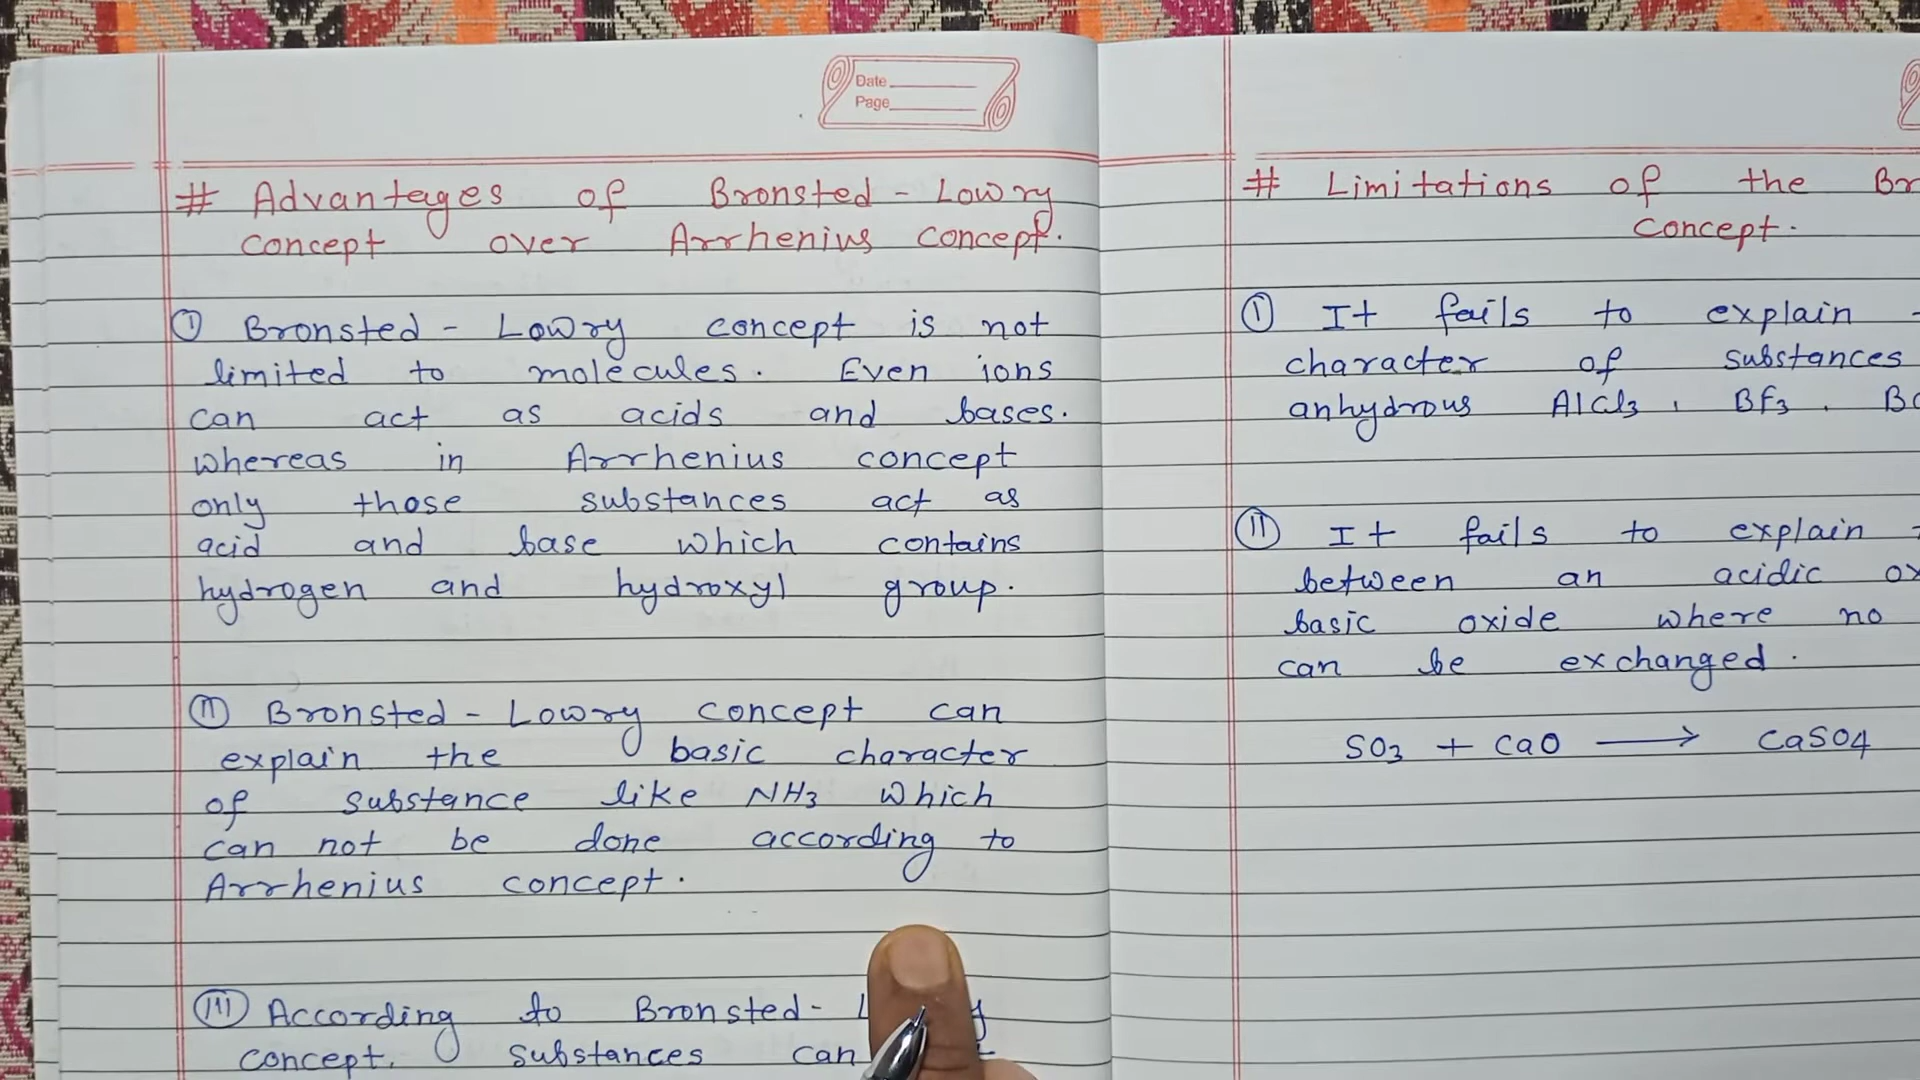 Date
Page
# Advantages of Bronsted-Lowry
concept over Arrhenius concept.
I Bronsted-Lowry concept is not
limited to molecules. Even ions
can act as acids and bases.
whereas in Arrhenius concept
only those substances act as
acid and base which contains
hydrogen and hydroxyl group.
II Bronsted-Lowry concept can
explain the basic character
of substance like NH3 which
can not be done according to
Arrhenius concept.
III According to Bronsted-
concept, substances can
# Limitations of the
concept.
I It fails to explain
character of substances
anhydrous AlCl3, BF3,
II It fails to explain
between an acidic
basic oxide where no
can be exchanged.
SO3 + CaO → CaSO4